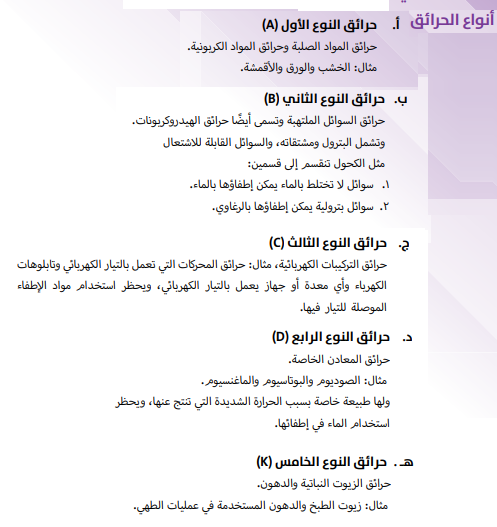 أنواع الحرائق
أ. حرائق النوع الأول (A)
حرائق المواد الصلبة وحرائق المواد الكربونية.
مثال: الخشب والورق والأقمشة.
ب. حرائق النوع الثاني (B)
حرائق السوائل الملتهبة وتسمى أيضًا حرائق الهيدروكربونات.
وتشمل البترول ومشتقاته، والسوائل القابلة للاشتعال
مثل الكحول تنقسم إلى قسمين:
١. سوائل لا تختلط بالماء يمكن إطفاؤها بالماء.
٢. سوائل بترولية يمكن إطفاؤها بالرغاوي.
ج. حرائق النوع الثالث (C)
حرائق التركيبات الكهربائية، مثال: حرائق المحركات التي تعمل بالتيار الكهربائي وتابلوهات
الكهرباء وأي معدة أو جهاز يعمل بالتيار الكهربائي، ويحظر استخدام مواد الإطفاء
الموصلة للتيار فيها.
د. حرائق النوع الرابع (D)
حرائق المعادن الخاصة.
مثال: الصوديوم والبوتاسيوم والماغنسيوم.
ولها طبيعة خاصة بسبب الحرارة الشديدة التي تنتج عنها، ويحظر
استخدام الماء في إطفائها.
هـ. حرائق النوع الخامس (K)
حرائق الزيوت النباتية والدهون.
مثال: زيوت الطبخ والدهون المستخدمة في عمليات الطهي.